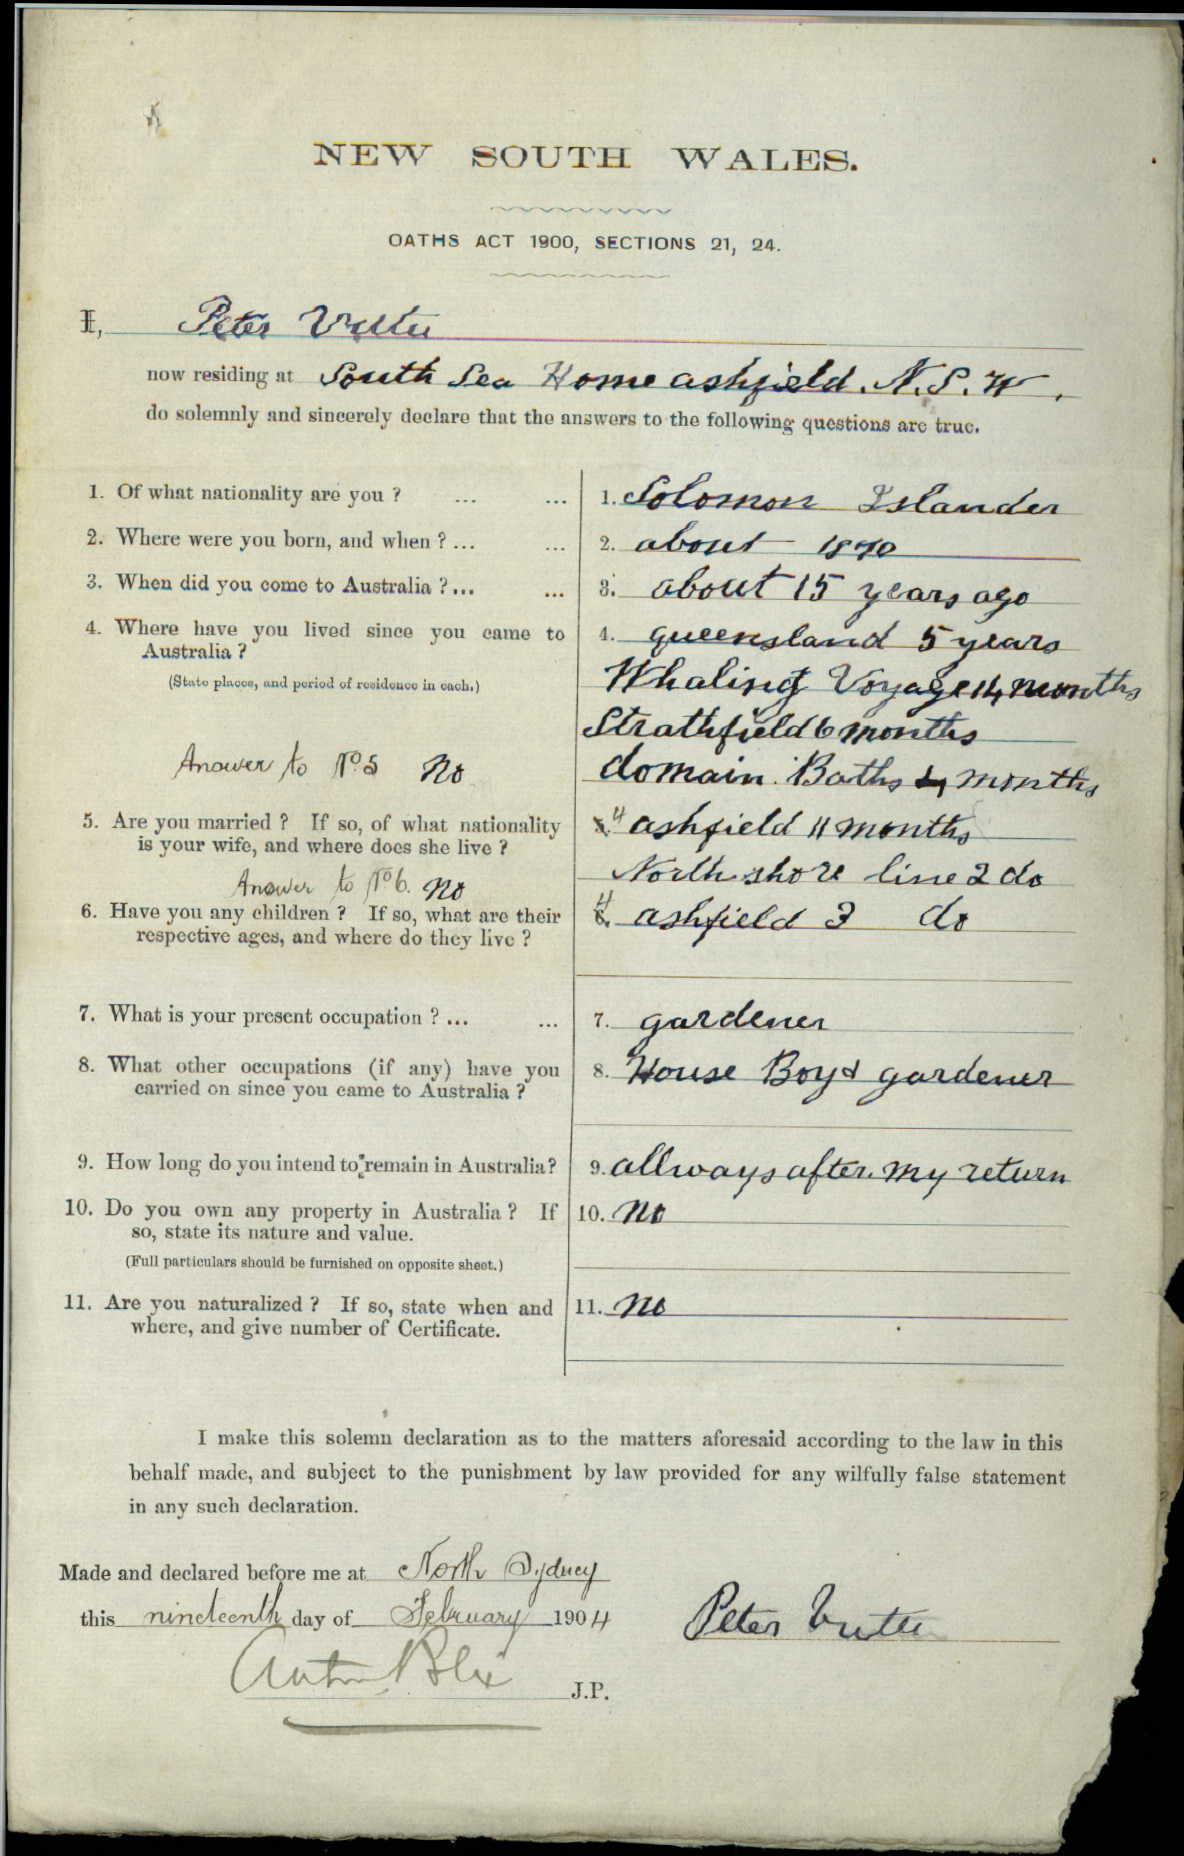 NEW SOUTH WALES.
OATHS ACT 1900, SECTIONS 21, 24.
I, Peter
now residing at South Sea Home ashfield. N.S.W.
do solemnly and sincerely declare that the answers to the following questions are true.
1. Of what nationality are you ? ... ... 1. Solomon Islander
2. Where were you born, and when ? ... ... 2. about 1870
3. When did you come to Australia ? ... ... 3. about 15 years ago
4. Where have you lived since you came to 4. queensland 5 years
Australia ?
(State places, and period of residence in each.) Whaling Voyage 14 months
Strathfield 6 months
Answer to No 5 No domain Baths months
5. Are you married ? If so, of what nationality 4 ashfield 11 months
is your wife, and where does she live ?
Answer to No 6. No North shore line 2 do
6. Have you any children ? If so, what are their 4 6. ashfield 3 do
respective ages, and where do they live ?
7. What is your present occupation ? ... ... 7. gardener
8. What other occupations (if any) have you 8. House Boy & gardener
carried on since you came to Australia ?
9. How long do you intend to remain in Australia? 9. allways after my return
10. Do you own any property in Australia ? If 10. No
so, state its nature and value.
(Full particulars should be furnished on opposite sheet.)
11. Are you naturalized ? If so, state when and 11. No
where, and give number of Certificate.
I make this solemn declaration as to the matters aforesaid according to the law in this
behalf made, and subject to the punishment by law provided for any wilfully false statement
in any such declaration.
Made and declared before me at North Sydney
this nineteenth day of February 1904 Peter
J.P.